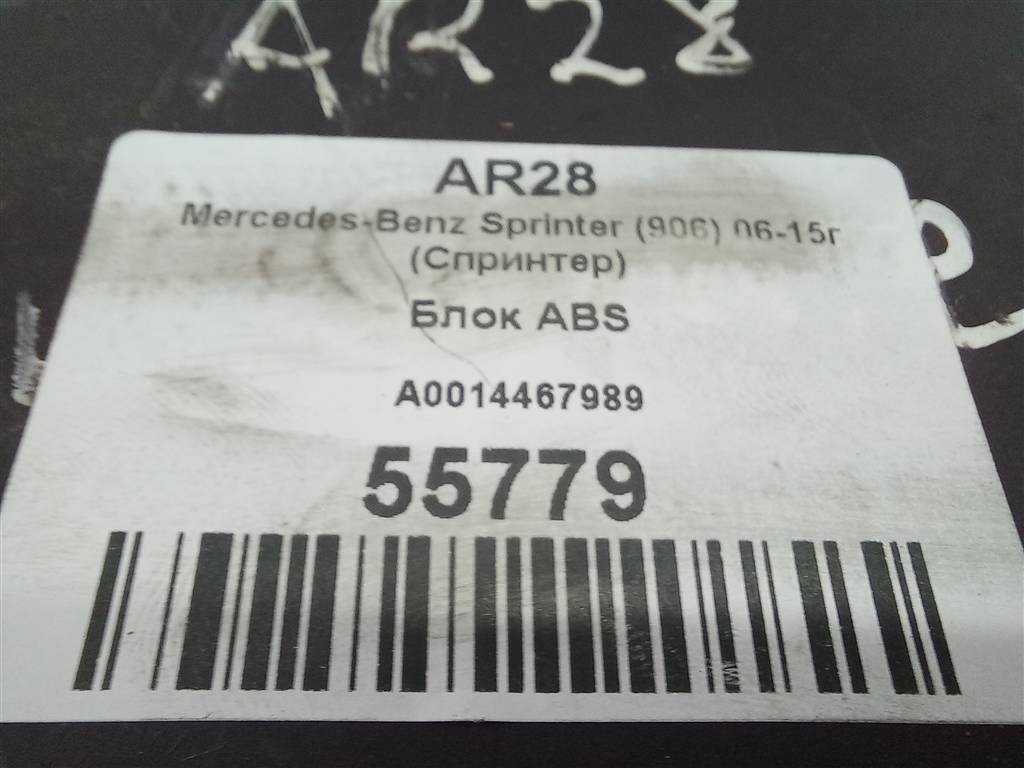 AR28
AR28
Mercedes-Benz Sprinter (906) 06-15г
(Спринтер)
Блок ABS
A0014467989
55779